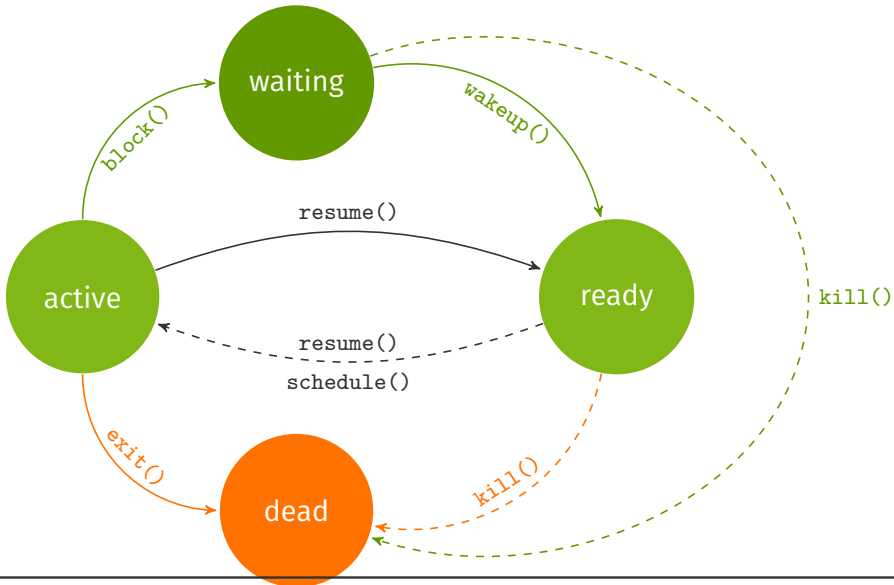 waiting
block()
wakeup()
resume()
active
ready
kill()
resume()
schedule()
exit()
kill()
dead